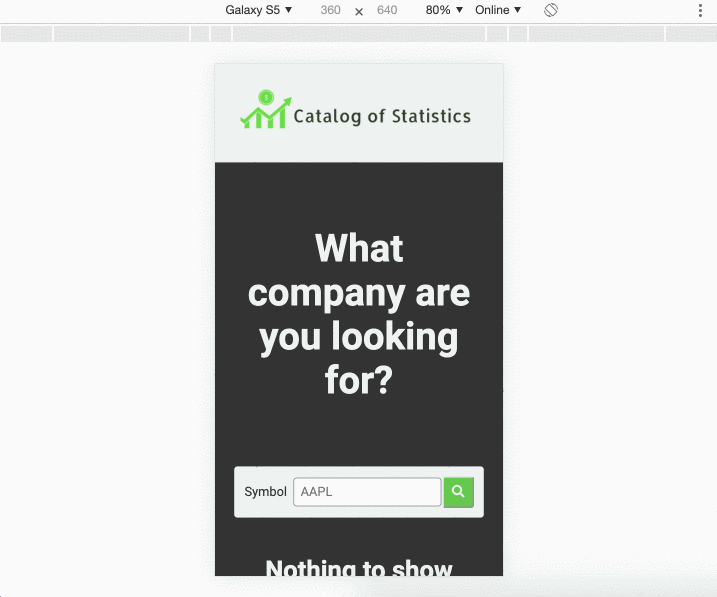 Galaxy S5 ▼ 360 × 640 80% ▼ Online ▼
Catalog of Statistics
What
company are
you looking
for?
Symbol AAPL
Nothing to show